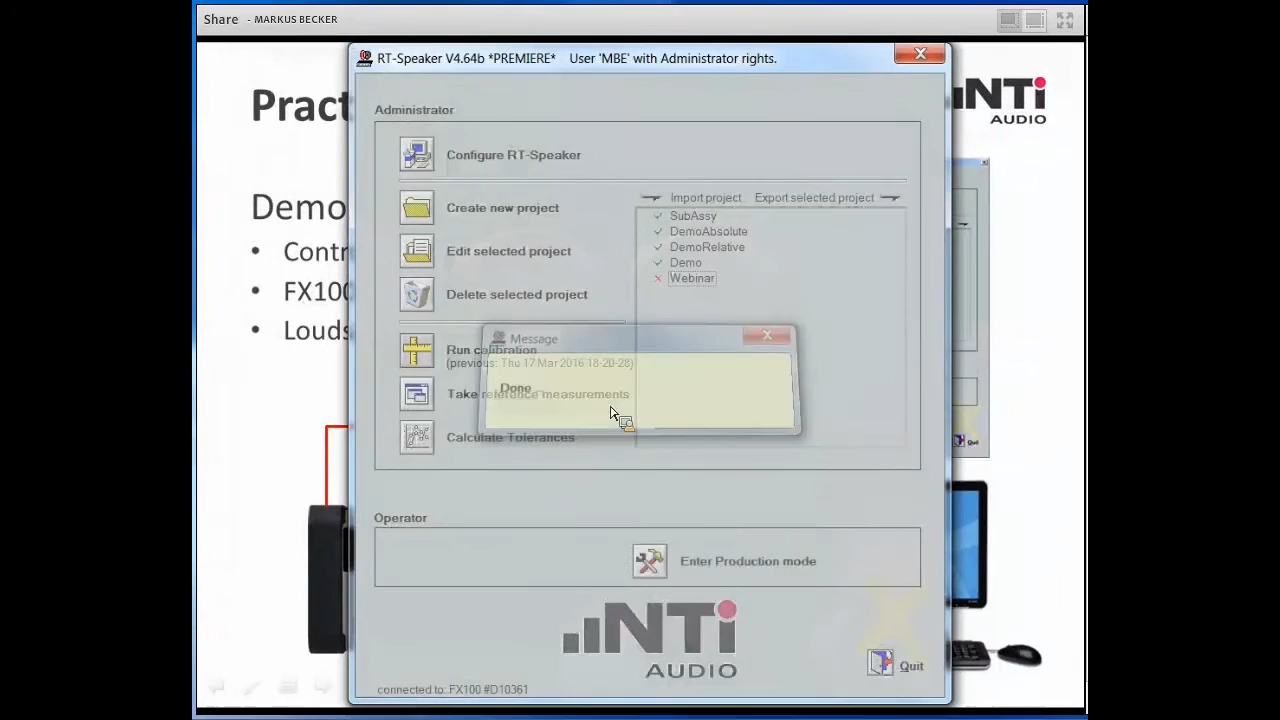 Share - MARKUS BECKER
RT-Speaker V4.64b *PREMIERE* User 'MBE' with Administrator rights.
Pract
NTi
AUDIO
Administrator
Configure RT-Speaker
Demo
Create new project
Import project Export selected project
SubAssy
DemoAbsolute
DemoRelative
Demo
Webinar
• Contr
Edit selected project
• FX100
Delete selected project
• Louds
Message
Run calibration
(previous: Thu 17 Mar 2016 18-20-28)
Done
Take reference measurements
Calculate Tolerances
Quit
Operator
Enter Production mode
NTi
AUDIO
Quit
connected to: FX100 #D10361